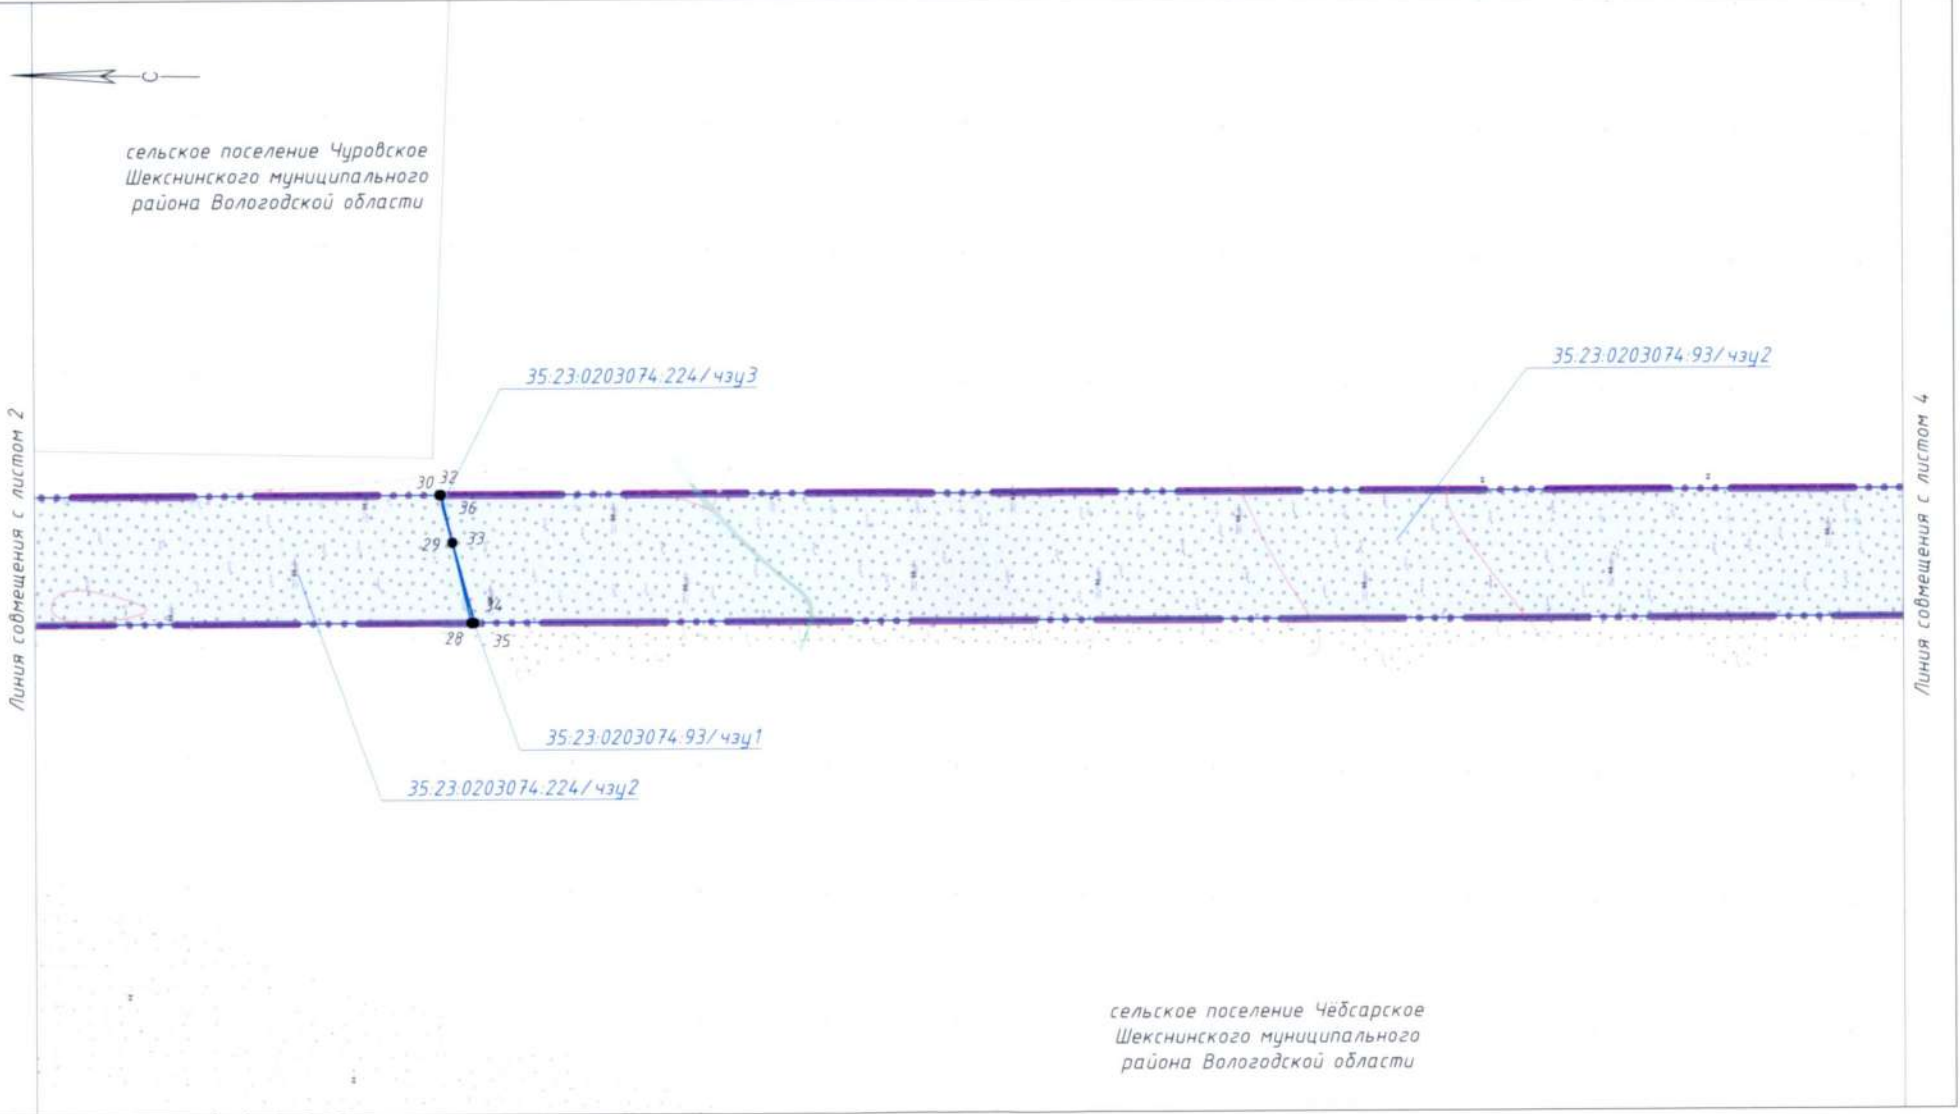 С
сельское поселение Чуровское
Шекснинского муниципального
района Вологодской области
35:23:0203074:93/чзу2
35:23:0203074:224/чзу3
Линия совмещения с листом 2
Линия совмещения с листом 4
30 32
36
29 33
34
28 35
35:23:0203074:93/чзу1
35:23:0203074:224/чзу2
сельское поселение Чёбсарское
Шекснинского муниципального
района Вологодской области